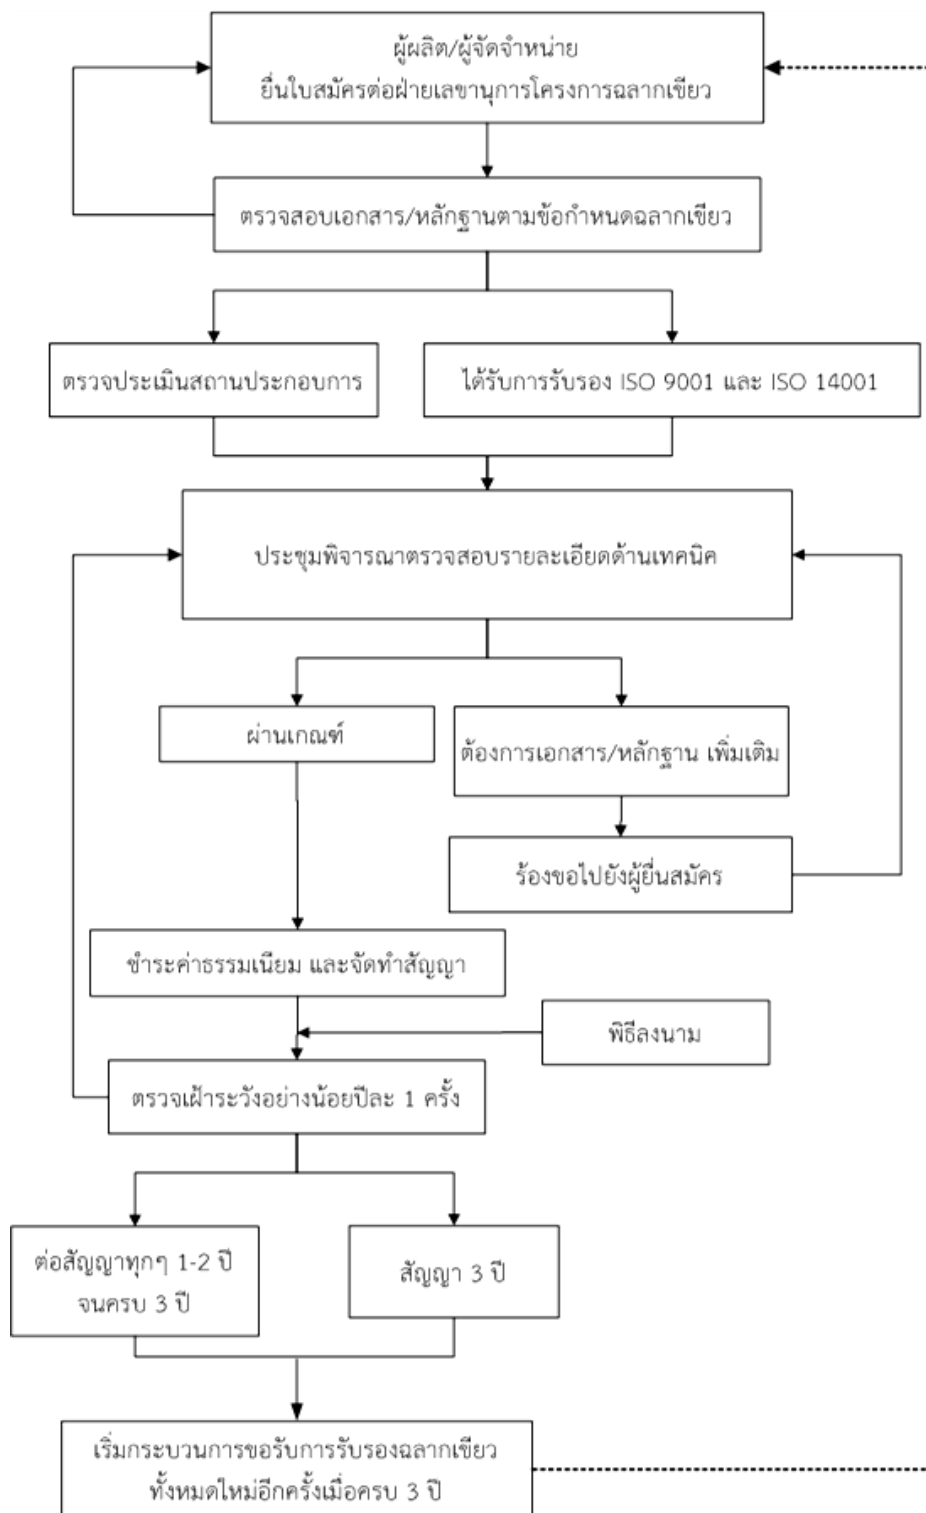 ผู้ผลิต/ผู้จัดจำหน่าย
ยื่นใบสมัครต่อฝ่ายเลขานุการโครงการฉลากเขียว
ตรวจสอบเอกสาร/หลักฐานตามข้อกำหนดฉลากเขียว
ตรวจประเมินสถานประกอบการ
ได้รับการรับรอง ISO 9001 และ ISO 14001
ประชุมพิจารณาตรวจสอบรายละเอียดด้านเทคนิค
ผ่านเกณฑ์
ต้องการเอกสาร/หลักฐาน เพิ่มเติม
ร้องขอไปยังผู้ยื่นสมัคร
ชำระค่าธรรมเนียม และจัดทำสัญญา
พิธีลงนาม
ตรวจเฝ้าระวังอย่างน้อยปีละ 1 ครั้ง
ต่อสัญญาทุกๆ 1-2 ปี
จนครบ 3 ปี
สัญญา 3 ปี
เริ่มกระบวนการขอรับการรับรองฉลากเขียว
ทั้งหมดใหม่อีกครั้งเมื่อครบ 3 ปี